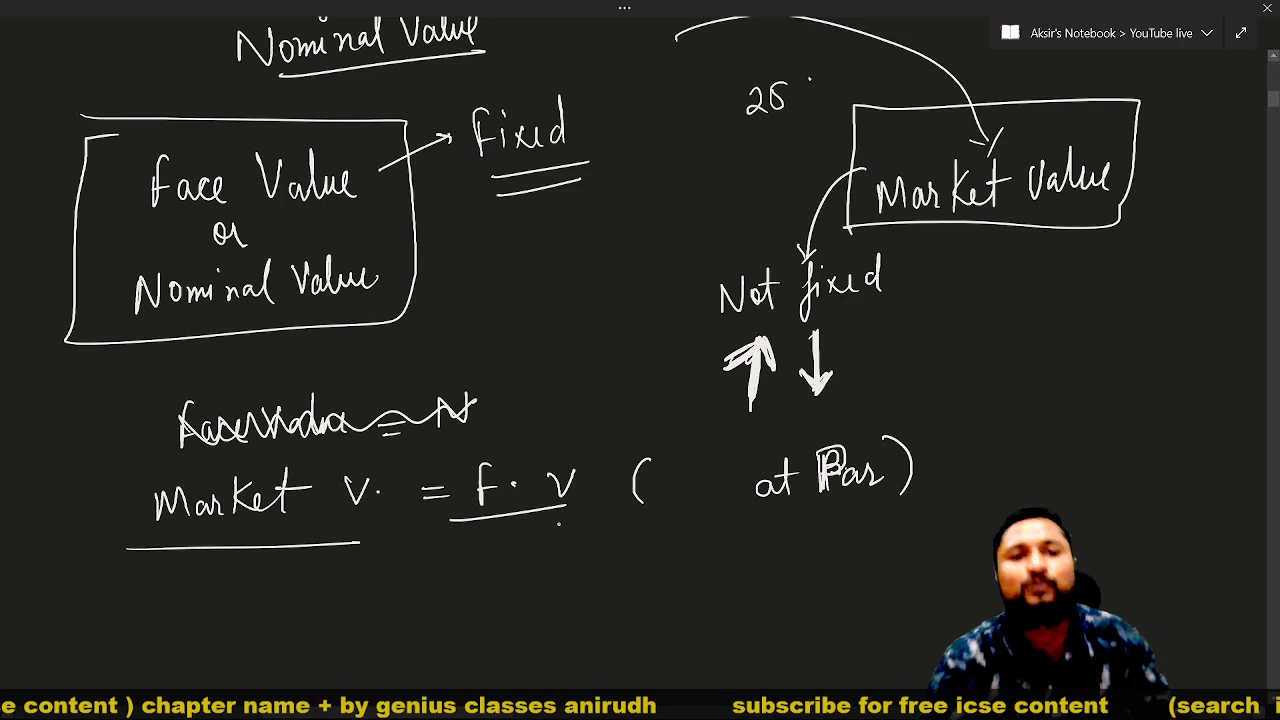 Aksir's Notebook > YouTube live
Nominal Value
Face Value
or
Nominal Value
Fixed
25
Market Value
Not fixed
Market V. = F. V ( at Par)
se content ) chapter name + by genius classes anirudh subscribe for free icse content (search i